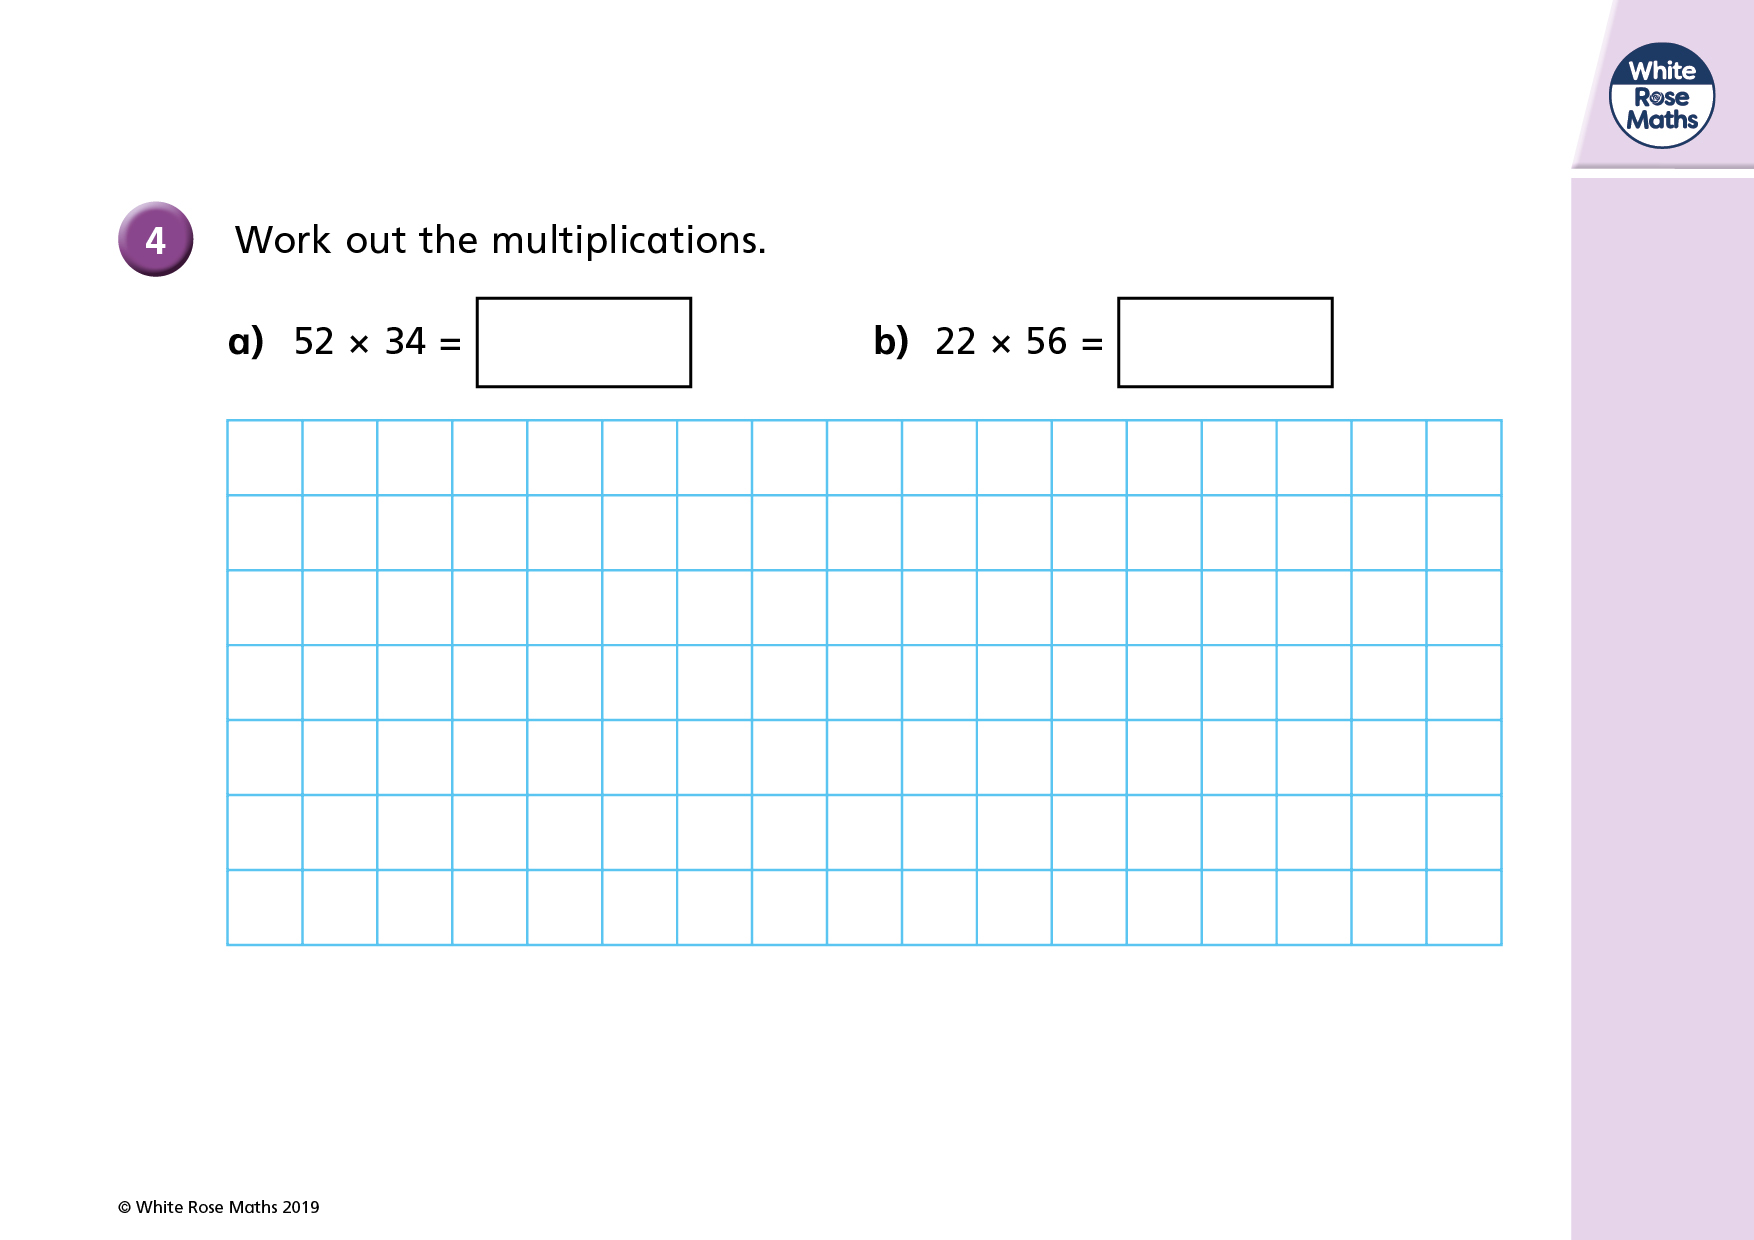 White
Rose
Maths
4 Work out the multiplications.
a) 52 × 34 = b) 22 × 56 =
© White Rose Maths 2019